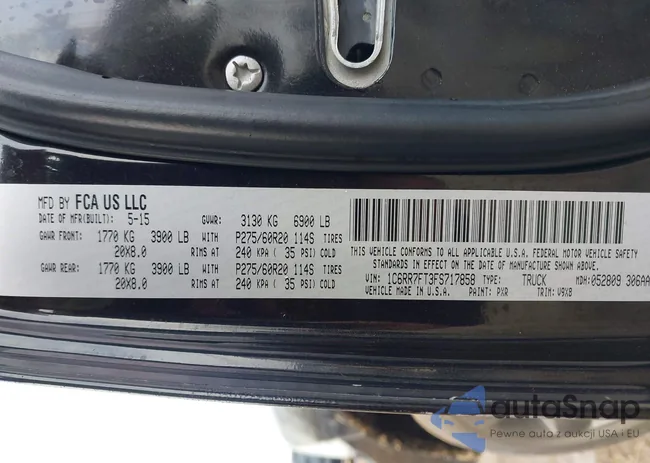 MFD BY FCA US LLC
DATE OF MFR(BUILT): 5-15 GVWR: 3130 KG 6900 LB
GAWR FRONT: 1770 KG 3900 LB WITH P275/60R20 114S TIRES
20X8.0 RIMS AT 240 KPA ( 35 PSI) COLD
GAWR REAR: 1770 KG 3900 LB WITH P275/60R20 114S TIRES
20X8.0 RIMS AT 240 KPA ( 35 PSI) COLD
THIS VEHICLE CONFORMS TO ALL APPLICABLE U.S.A. FEDERAL MOTOR VEHICLE SAFETY
STANDARDS IN EFFECT ON THE DATE OF MANUFACTURE SHOWN ABOVE.
VIN: 1C6RR7FT3FS717858 TYPE: TRUCK MDH:052809 306AA
VEHICLE MADE IN U.S.A. PAINT: PXR TRIM: V9X8
autoSnap
Pewne auta z aukcji USA i EU